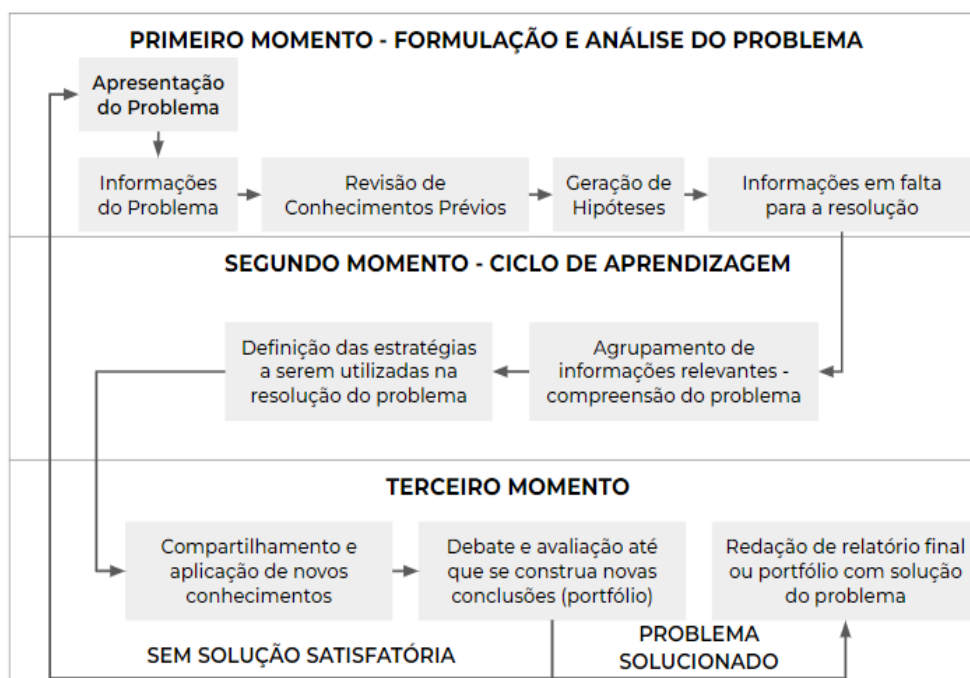 PRIMEIRO MOMENTO - FORMULAÇÃO E ANÁLISE DO PROBLEMA
Apresentação
do Problema
Informações
do Problema
Revisão de
Conhecimentos Prévios
Geração de
Hipóteses
Informações em falta
para a resolução
SEGUNDO MOMENTO - CICLO DE APRENDIZAGEM
Definição das estratégias
a serem utilizadas na
resolução do problema
Agrupamento de
informações relevantes -
compreensão do problema
TERCEIRO MOMENTO
Compartilhamento e
aplicação de novos
conhecimentos
Debate e avaliação até
que se construa novas
conclusões (portfólio)
Redação de relatório final
ou portfólio com solução
do problema
SEM SOLUÇÃO SATISFATÓRIA
PROBLEMA
SOLUCIONADO